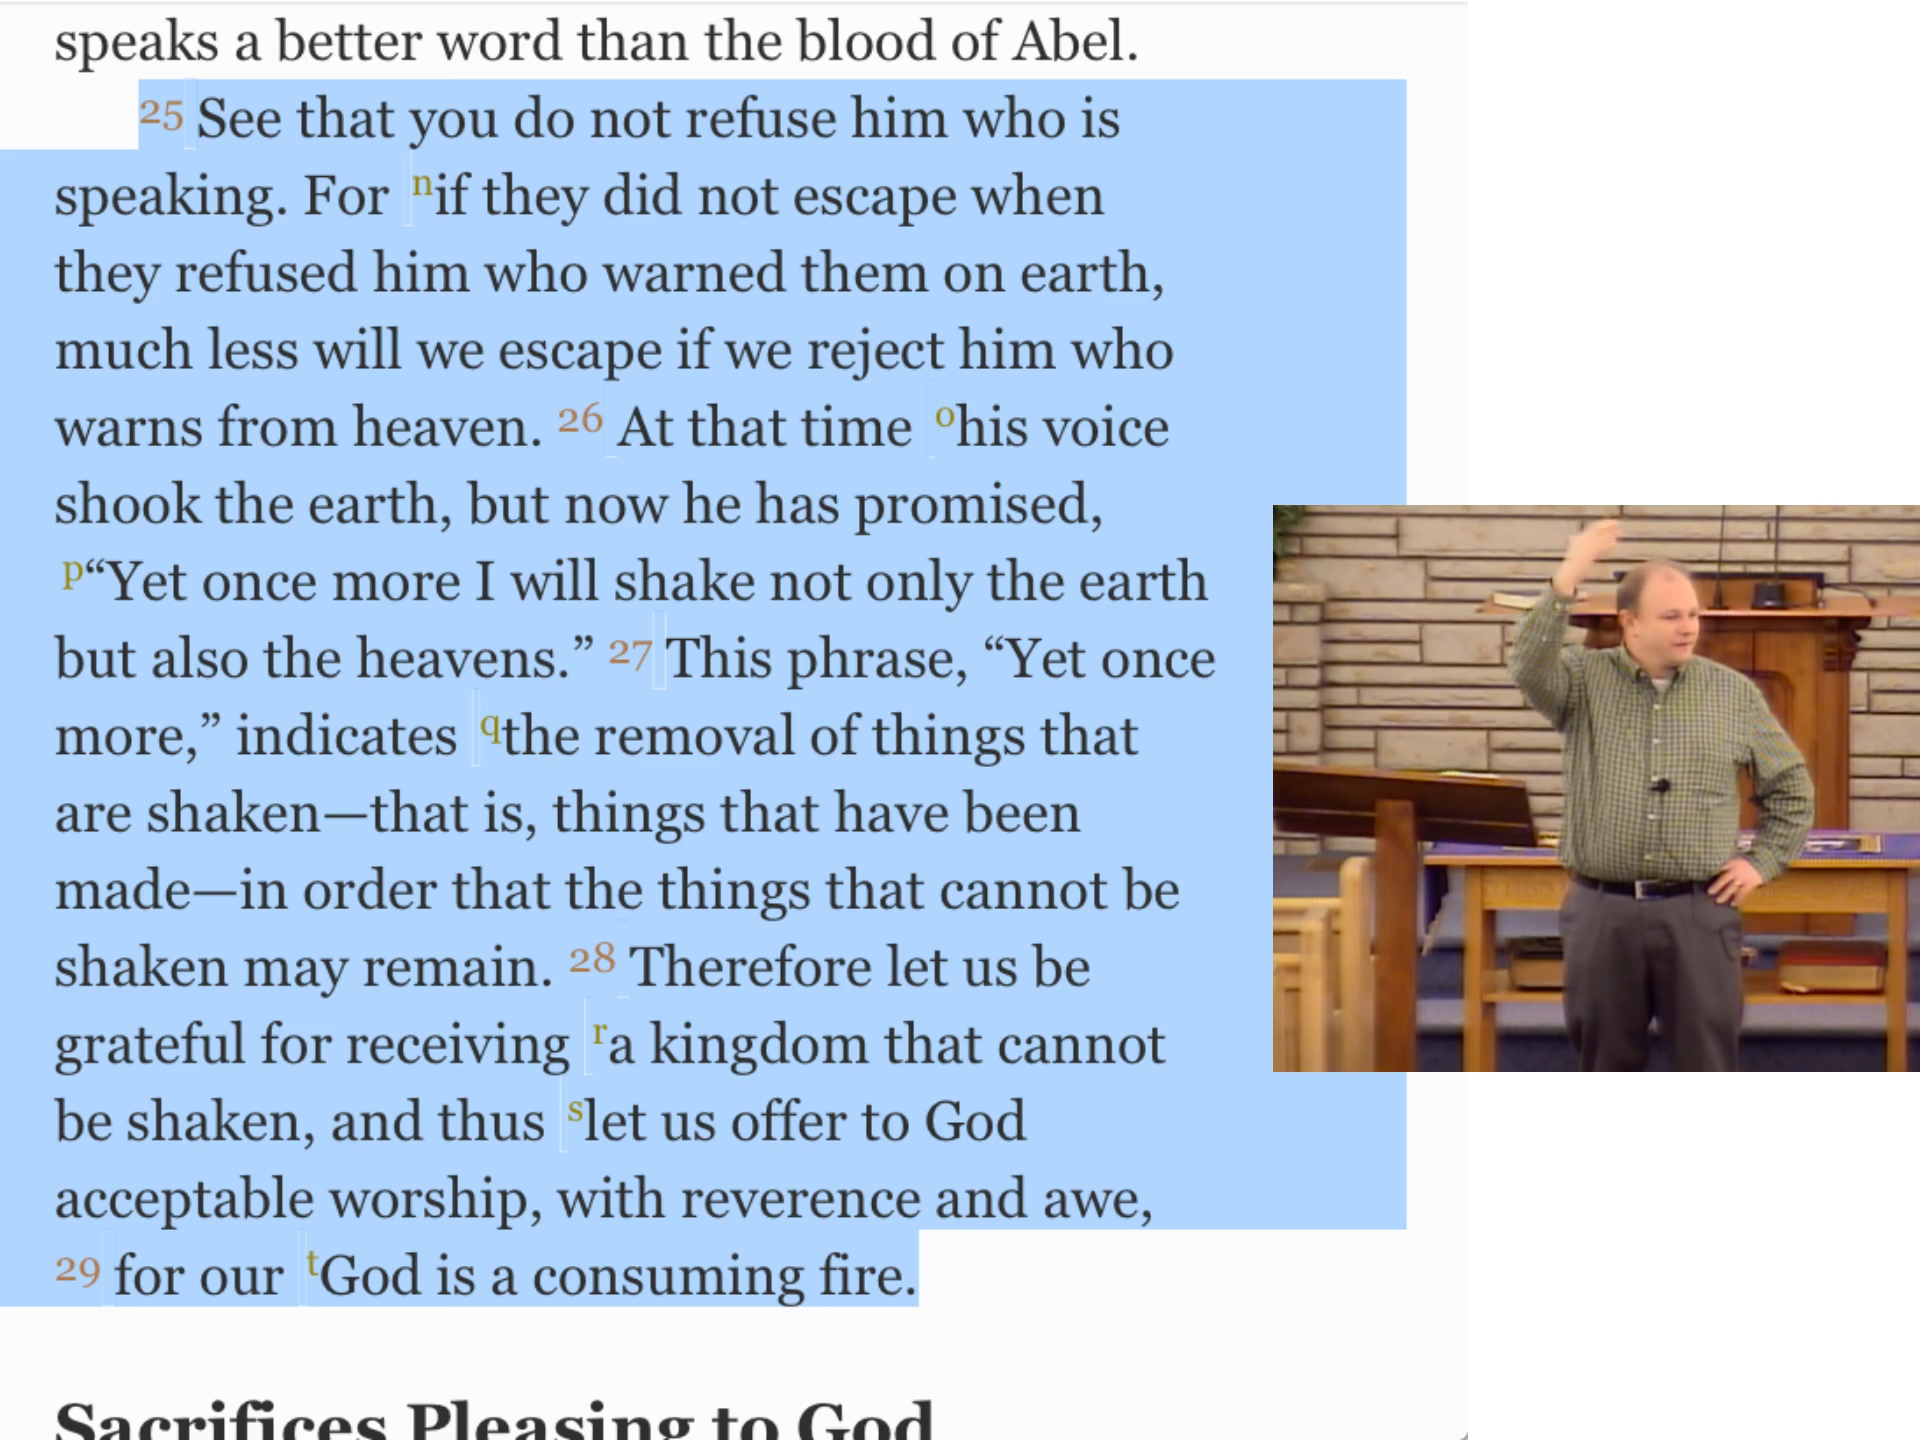 speaks a better word than the blood of Abel.
25 See that you do not refuse him who is
speaking. For nif they did not escape when
they refused him who warned them on earth,
much less will we escape if we reject him who
warns from heaven. 26 At that time ohis voice
shook the earth, but now he has promised,
p“Yet once more I will shake not only the earth
but also the heavens.” 27 This phrase, “Yet once
more,” indicates qthe removal of things that
are shaken—that is, things that have been
made—in order that the things that cannot be
shaken may remain. 28 Therefore let us be
grateful for receiving ra kingdom that cannot
be shaken, and thus slet us offer to God
acceptable worship, with reverence and awe,
29 for our tGod is a consuming fire.
Sacrifices Pleasing to God